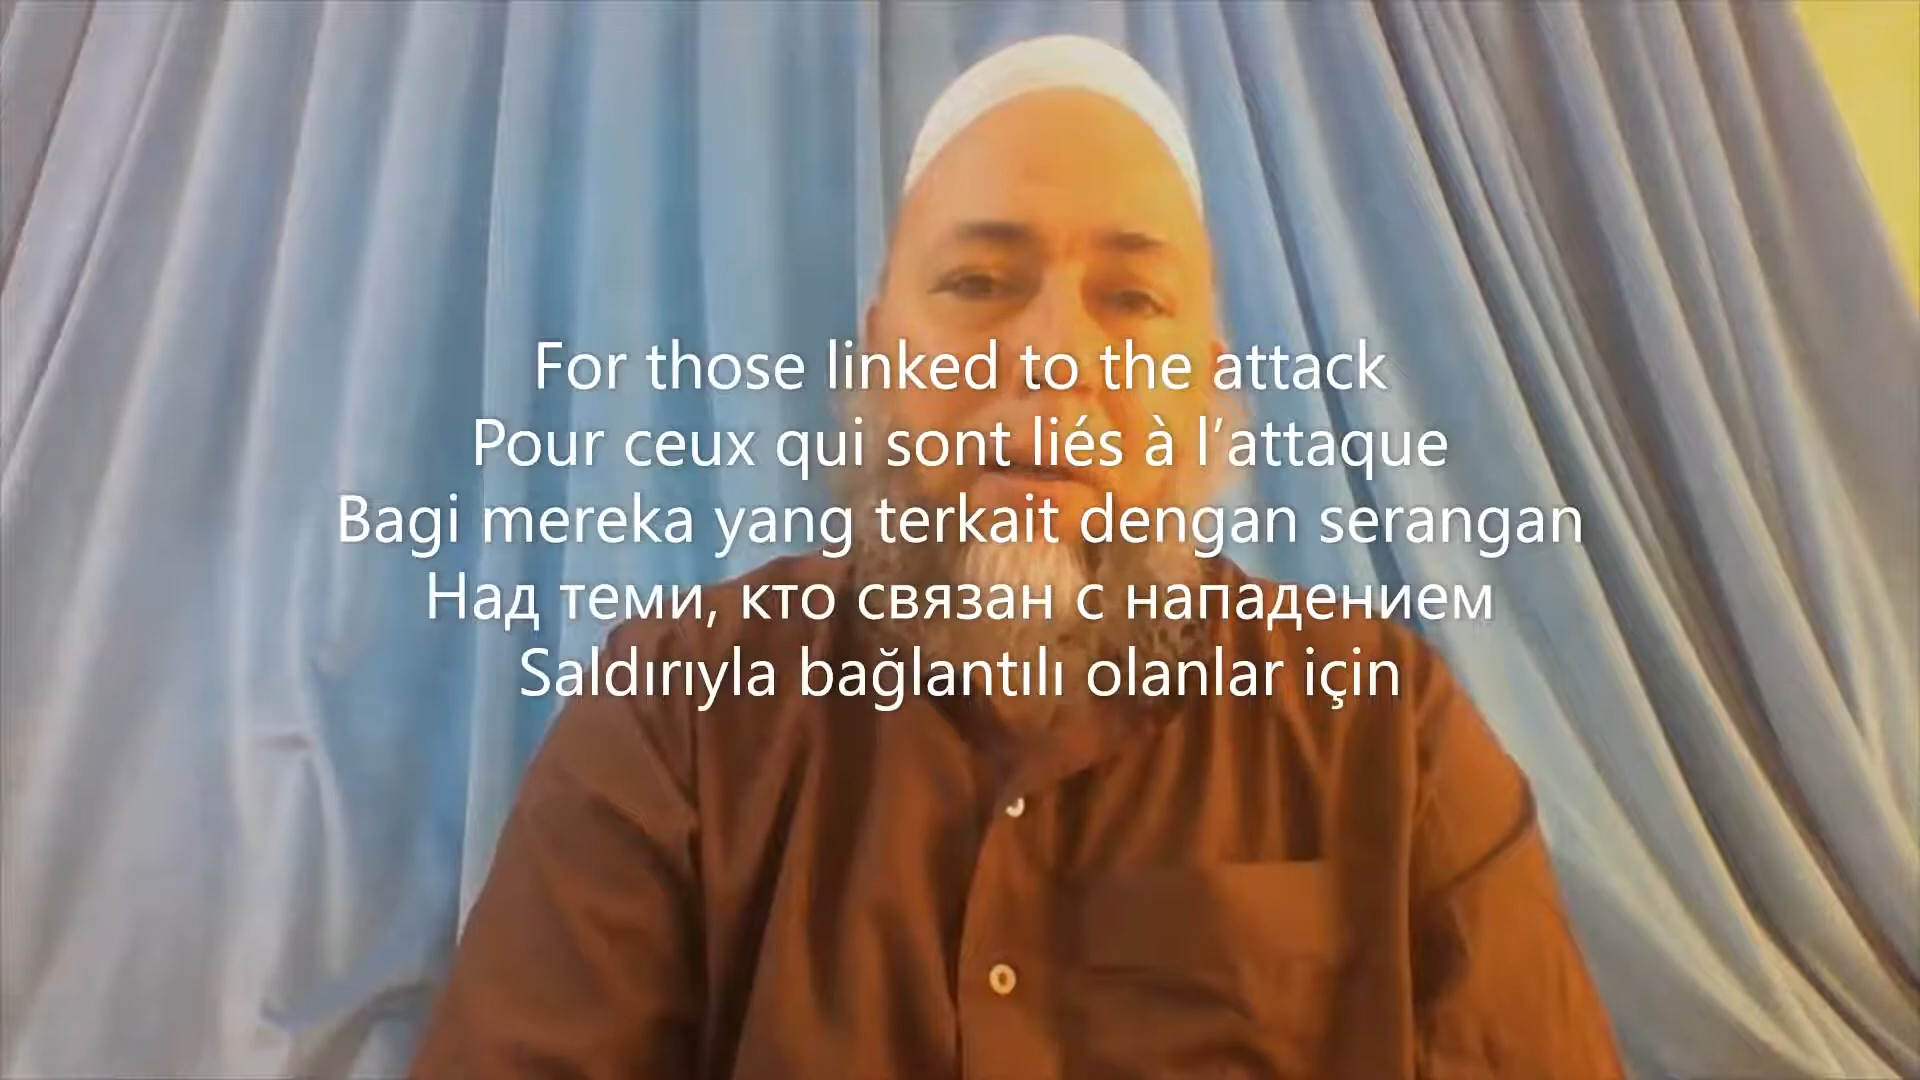 For those linked to the attack
Pour ceux qui sont liés à l’attaque
Bagi mereka yang terkait dengan serangan
Над теми, кто связан с нападением
Saldırıyla bağlantılı olanlar için